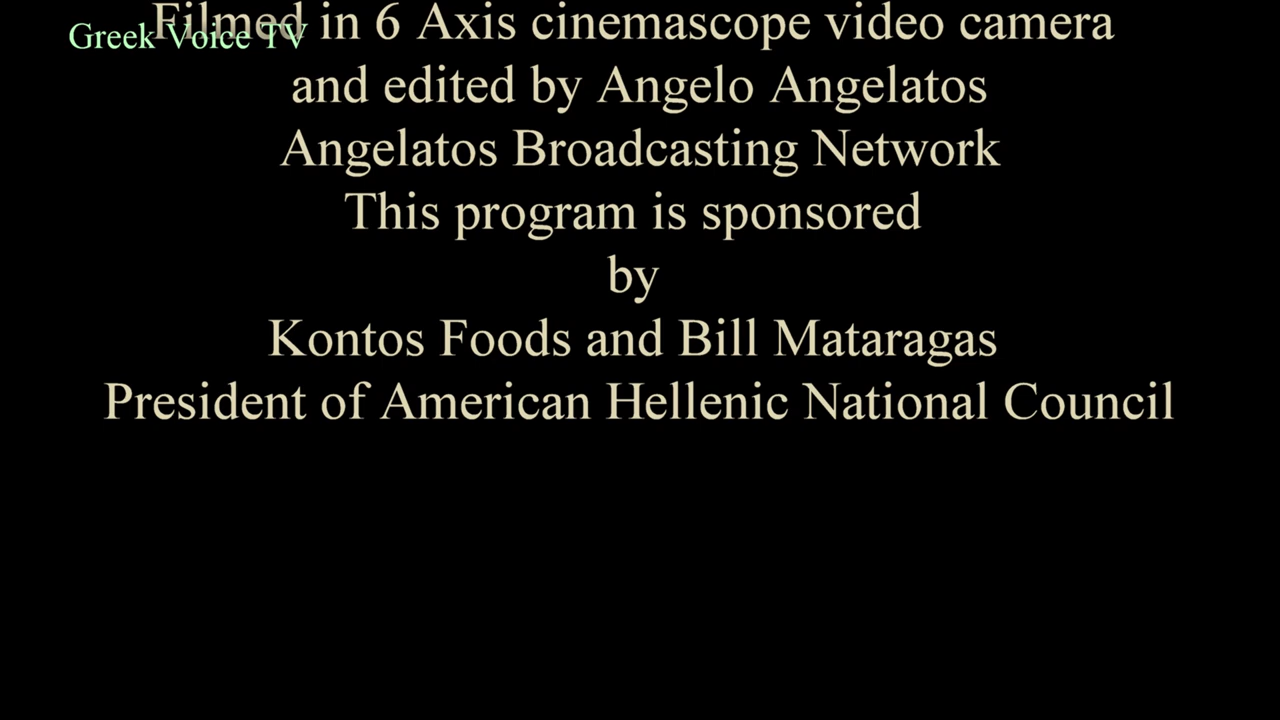 Filmed in 6 Axis cinemascope video camera
Greek Voice TV
and edited by Angelo Angelatos
Angelatos Broadcasting Network
This program is sponsored
by
Kontos Foods and Bill Mataragas
President of American Hellenic National Council